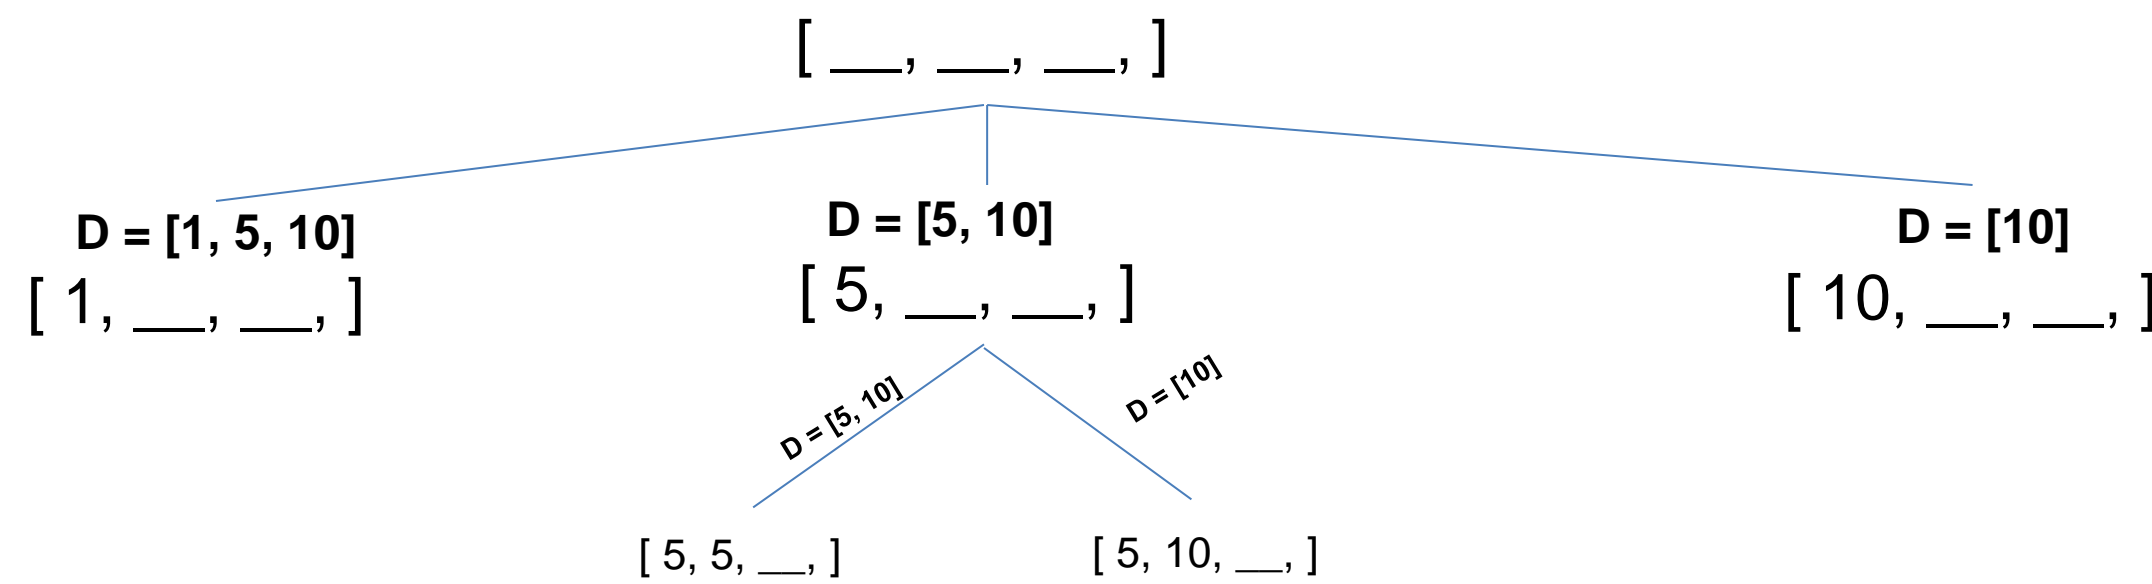 [ __, __, __, ]
D = [1, 5, 10]
[ 1, __, __, ]
D = [5, 10]
[ 5, __, __, ]
D = [10]
[ 10, __, __, ]
D = [5, 10]
D = [10]
[ 5, 5, __, ]
[ 5, 10, __, ]